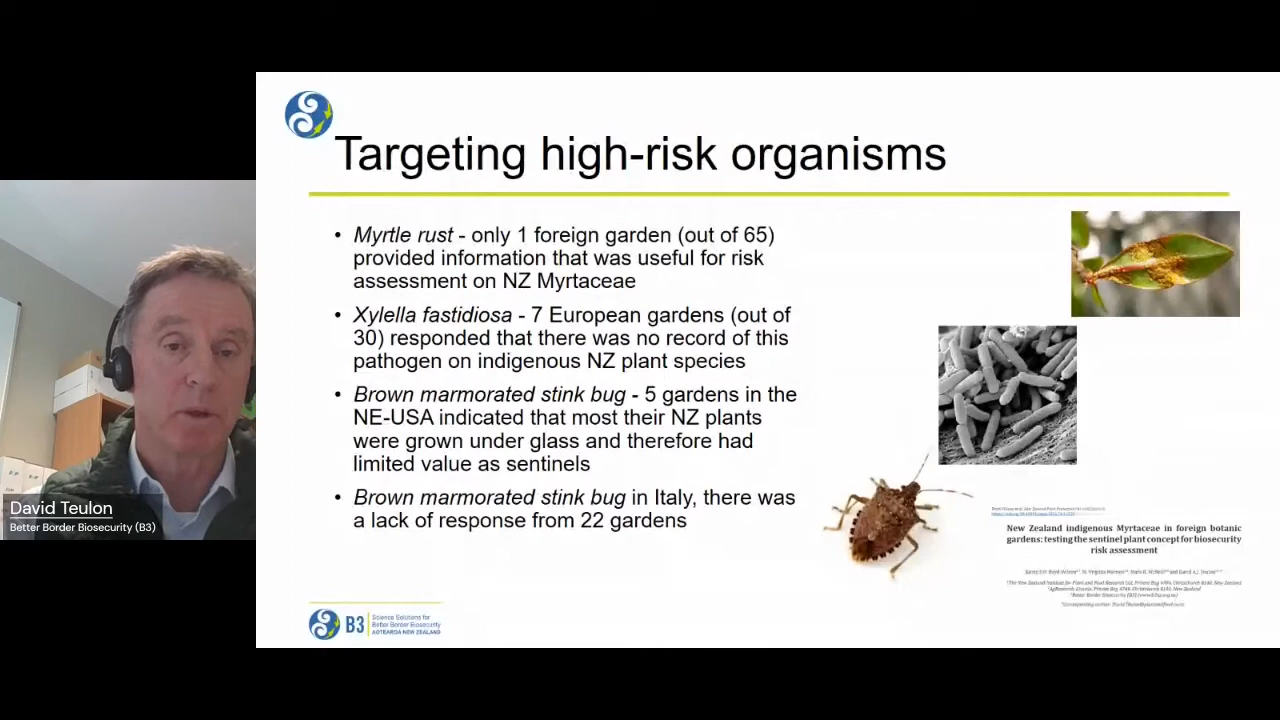 Targeting high-risk organisms
• Myrtle rust - only 1 foreign garden (out of 65)
provided information that was useful for risk
assessment on NZ Myrtaceae
• Xylella fastidiosa - 7 European gardens (out of
30) responded that there was no record of this
pathogen on indigenous NZ plant species
• Brown marmorated stink bug - 5 gardens in the
NE-USA indicated that most their NZ plants
were grown under glass and therefore had
limited value as sentinels
• Brown marmorated stink bug in Italy, there was
a lack of response from 22 gardens
David Teulon
Better Border Biosecurity (B3)
New Zealand indigenous Myrtaceae in foreign botanic
gardens: testing the sentinel plant concept for biosecurity
risk assessment
B3
Science Solutions for
Better Border Biosecurity
AOTEAROA NEW ZEALAND